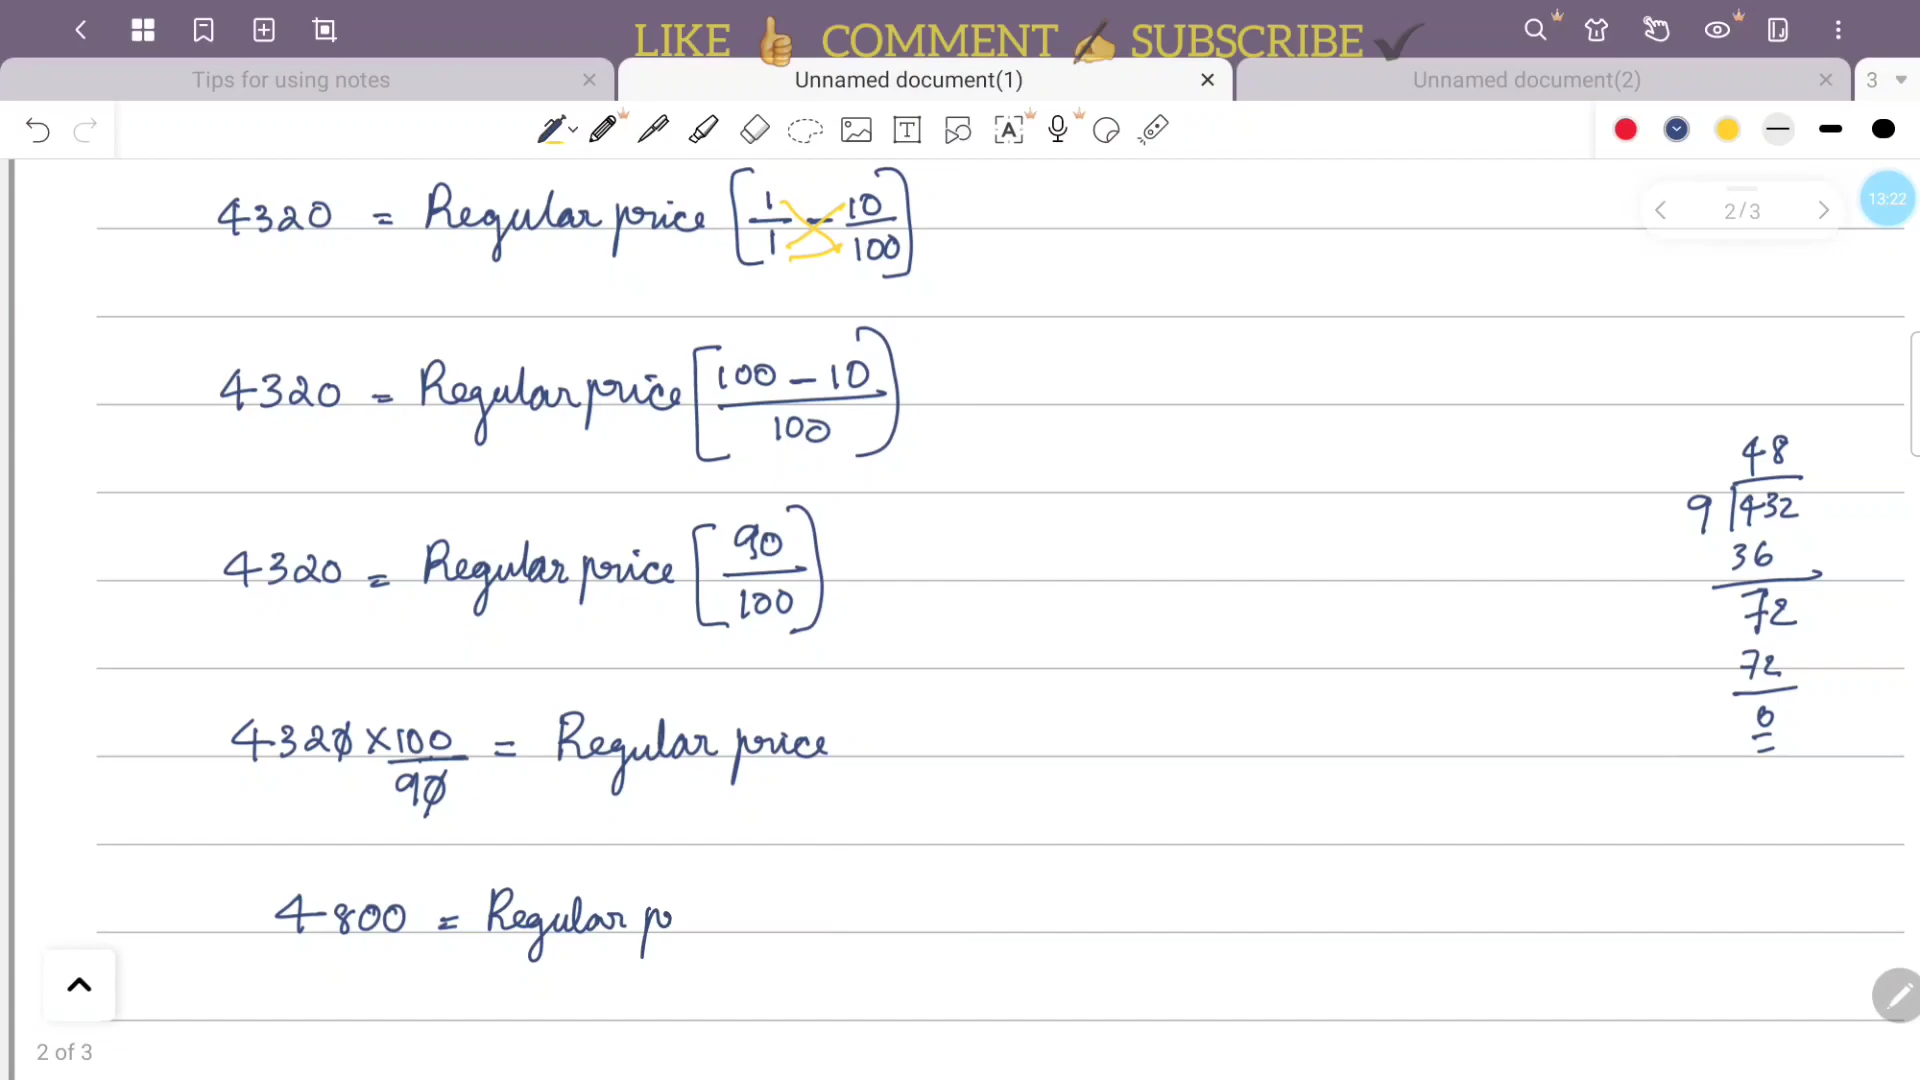 LIKE 👍 COMMENT ✍ SUBSCRIBE ✔
Tips for using notes
Unnamed document(1)
Unnamed document(2)
3
13:22
2/3
4320 = Regular price [1/1 - 10/100]
4320 = Regular price [100 - 10 / 100]
4320 = Regular price [90/100]
4320 × 100/90 = Regular price
4800 = Regular p
48
9 432
36
72
72
0
2 of 3